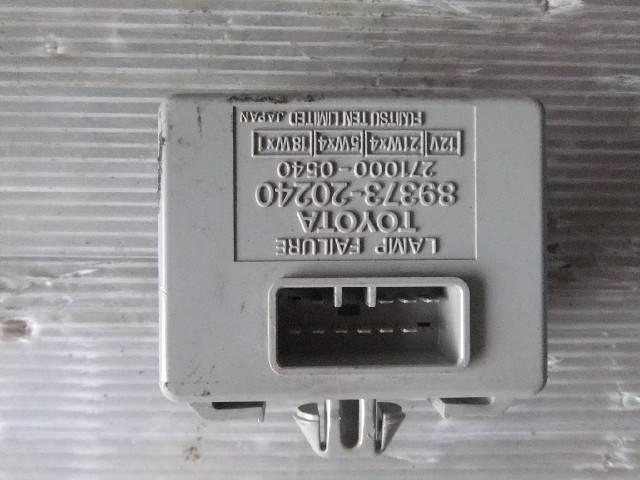 LAMP FAILURE
TOYOTA
89373-20240
271000-0540
12V 21W×4 5W×4 18W×1
FUJITSU TEN LIMITED JAPAN